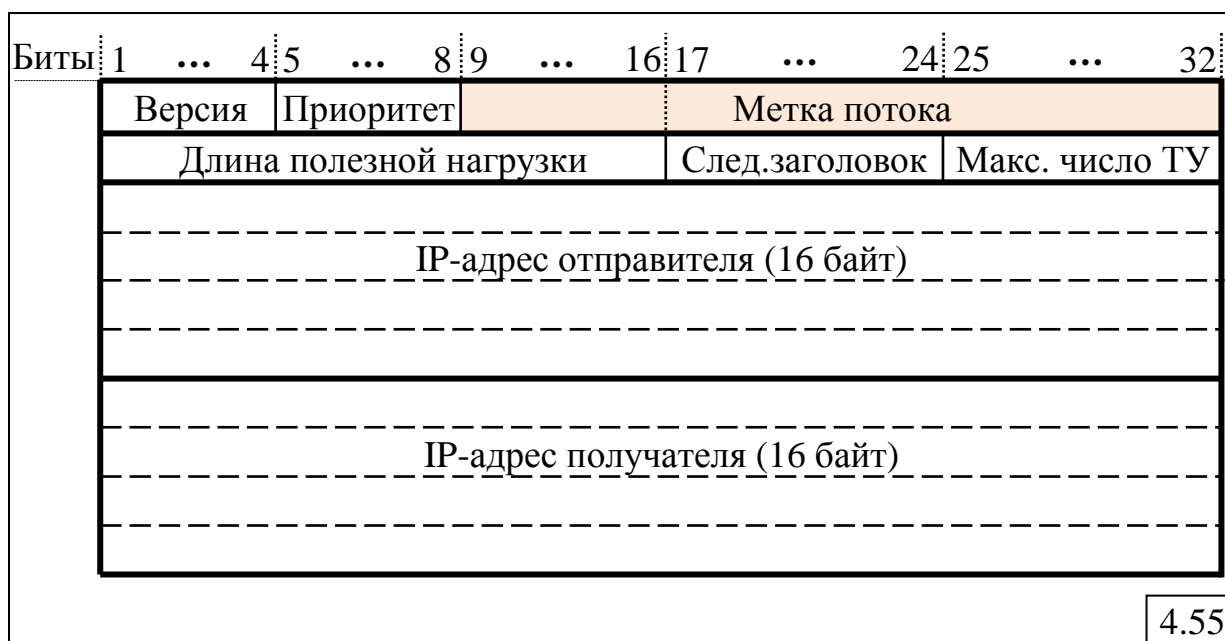 Биты 1 ... 4 5 ... 8 9 ... 16 17 ... 24 25 ... 32
Версия Приоритет Метка потока
Длина полезной нагрузки След.заголовок Макс. число ТУ
IP-адрес отправителя (16 байт)
IP-адрес получателя (16 байт)
4.55